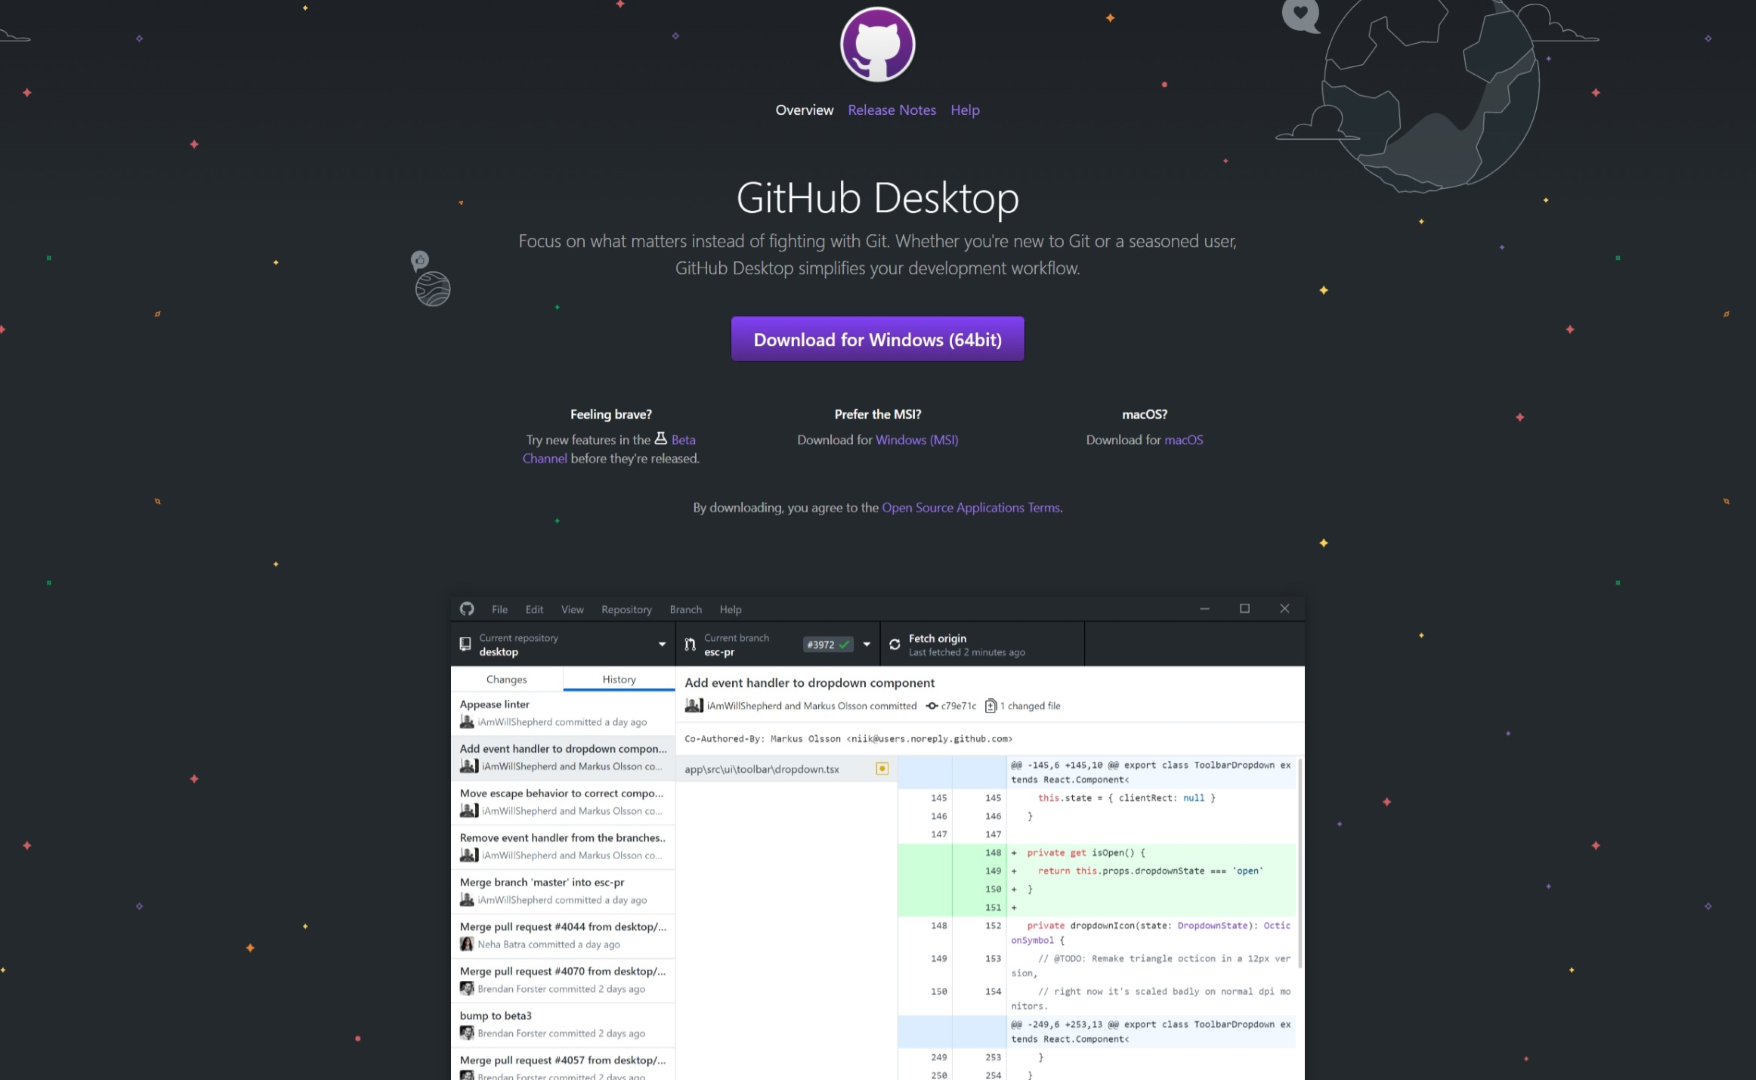 Overview Release Notes Help
GitHub Desktop
Focus on what matters instead of fighting with Git. Whether you're new to Git or a seasoned user,
GitHub Desktop simplifies your development workflow.
Download for Windows (64bit)
Feeling brave?
Try new features in the Beta
Channel before they're released.
Prefer the MSI?
Download for Windows (MSI)
macOS?
Download for macOS
By downloading, you agree to the Open Source Applications Terms.
File Edit View Repository Branch Help
Current repository
desktop
Current branch
esc-pr
#3972
Fetch origin
Last fetched 2 minutes ago
Changes History
Appease linter
iAmWillShepherd committed a day ago
Add event handler to dropdown compon...
iAmWillShepherd and Markus Olsson co...
Move escape behavior to correct compo...
iAmWillShepherd and Markus Olsson co...
Remove event handler from the branches..
iAmWillShepherd and Markus Olsson co...
Merge branch 'master' into esc-pr
iAmWillShepherd committed a day ago
Merge pull request #4044 from desktop/...
Neha Batra committed a day ago
Merge pull request #4070 from desktop/...
Brendan Forster committed 2 days ago
bump to beta3
Brendan Forster committed 2 days ago
Merge pull request #4057 from desktop/...
Brendan Forster committed 2 days ago
Add event handler to dropdown component
iAmWillShepherd and Markus Olsson committed c79e71c 1 changed file
Co-Authored-By: Markus Olsson <niik@users.noreply.github.com>
app\src\ui\toolbar\dropdown.tsx
@@ -145,6 +145,10 @@ export class ToolbarDropdown ex
tends React.Component<
145 145 this.state = { clientRect: null }
146 146 }
147 147
148 + private get isOpen() {
149 + return this.props.dropdownState === 'open'
150 + }
151 +
148 152 private dropdownIcon(state: DropdownState): Octic
onSymbol {
149 153 // @TODO: Remake triangle octicon in a 12px ver
sion,
150 154 // right now it's scaled badly on normal dpi mo
nitors.
@@ -249,6 +253,13 @@ export class ToolbarDropdown ex
tends React.Component<
249 253 }
250 254 }